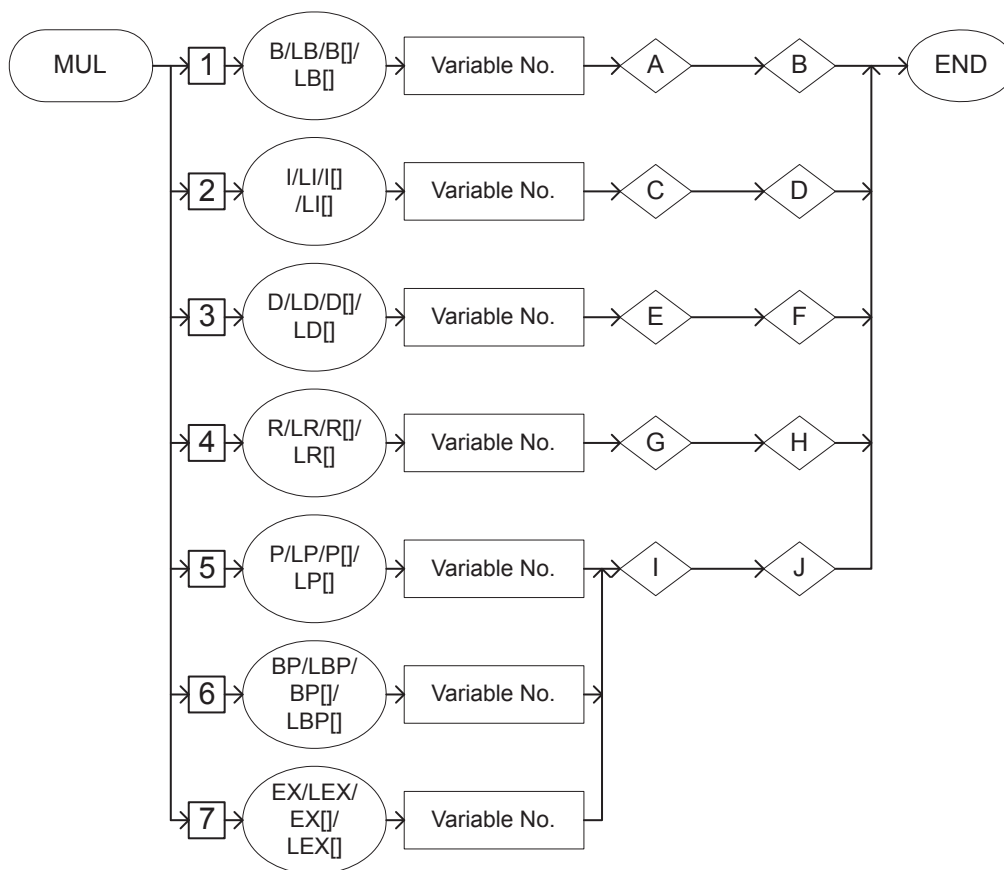 MUL
1
B/LB/B[]/
LB[]
Variable No.
A
B
END
2
I/LI/I[]
/LI[]
Variable No.
C
D
3
D/LD/D[]/
LD[]
Variable No.
E
F
4
R/LR/R[]/
LR[]
Variable No.
G
H
5
P/LP/P[]/
LP[]
Variable No.
I
J
6
BP/LBP/
BP[]/
LBP[]
Variable No.
7
EX/LEX/
EX[]/
LEX[]
Variable No.